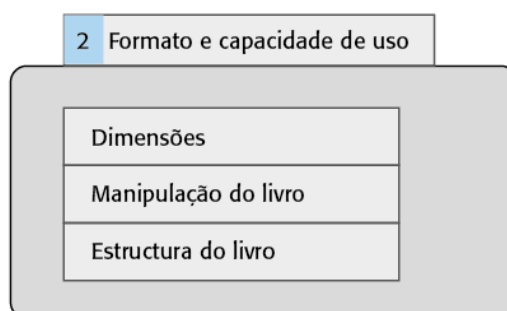 2 Formato e capacidade de uso
Dimensões
Manipulação do livro
Estructura do livro